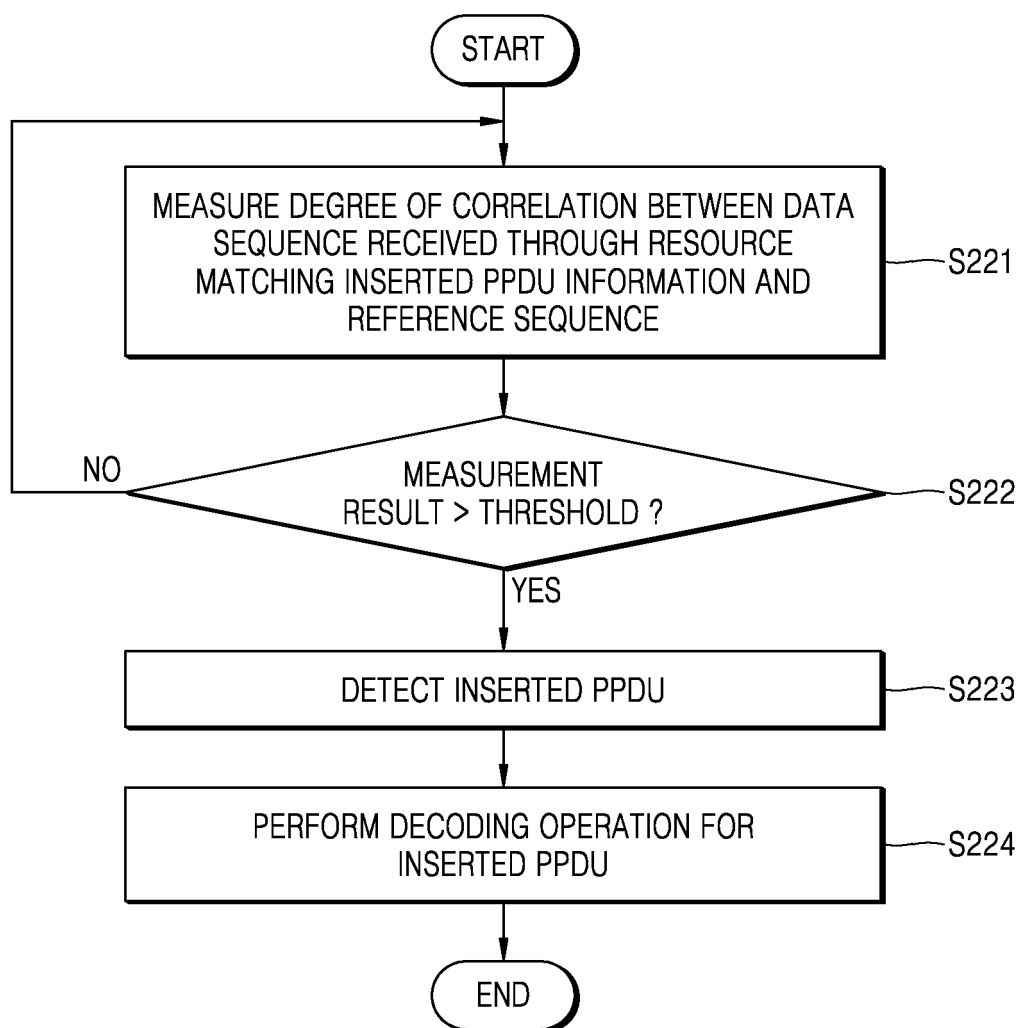 START
MEASURE DEGREE OF CORRELATION BETWEEN DATA
SEQUENCE RECEIVED THROUGH RESOURCE
MATCHING INSERTED PPDU INFORMATION AND
REFERENCE SEQUENCE
S221
NO
MEASUREMENT
RESULT > THRESHOLD ?
S222
YES
DETECT INSERTED PPDU
S223
PERFORM DECODING OPERATION FOR
INSERTED PPDU
S224
END